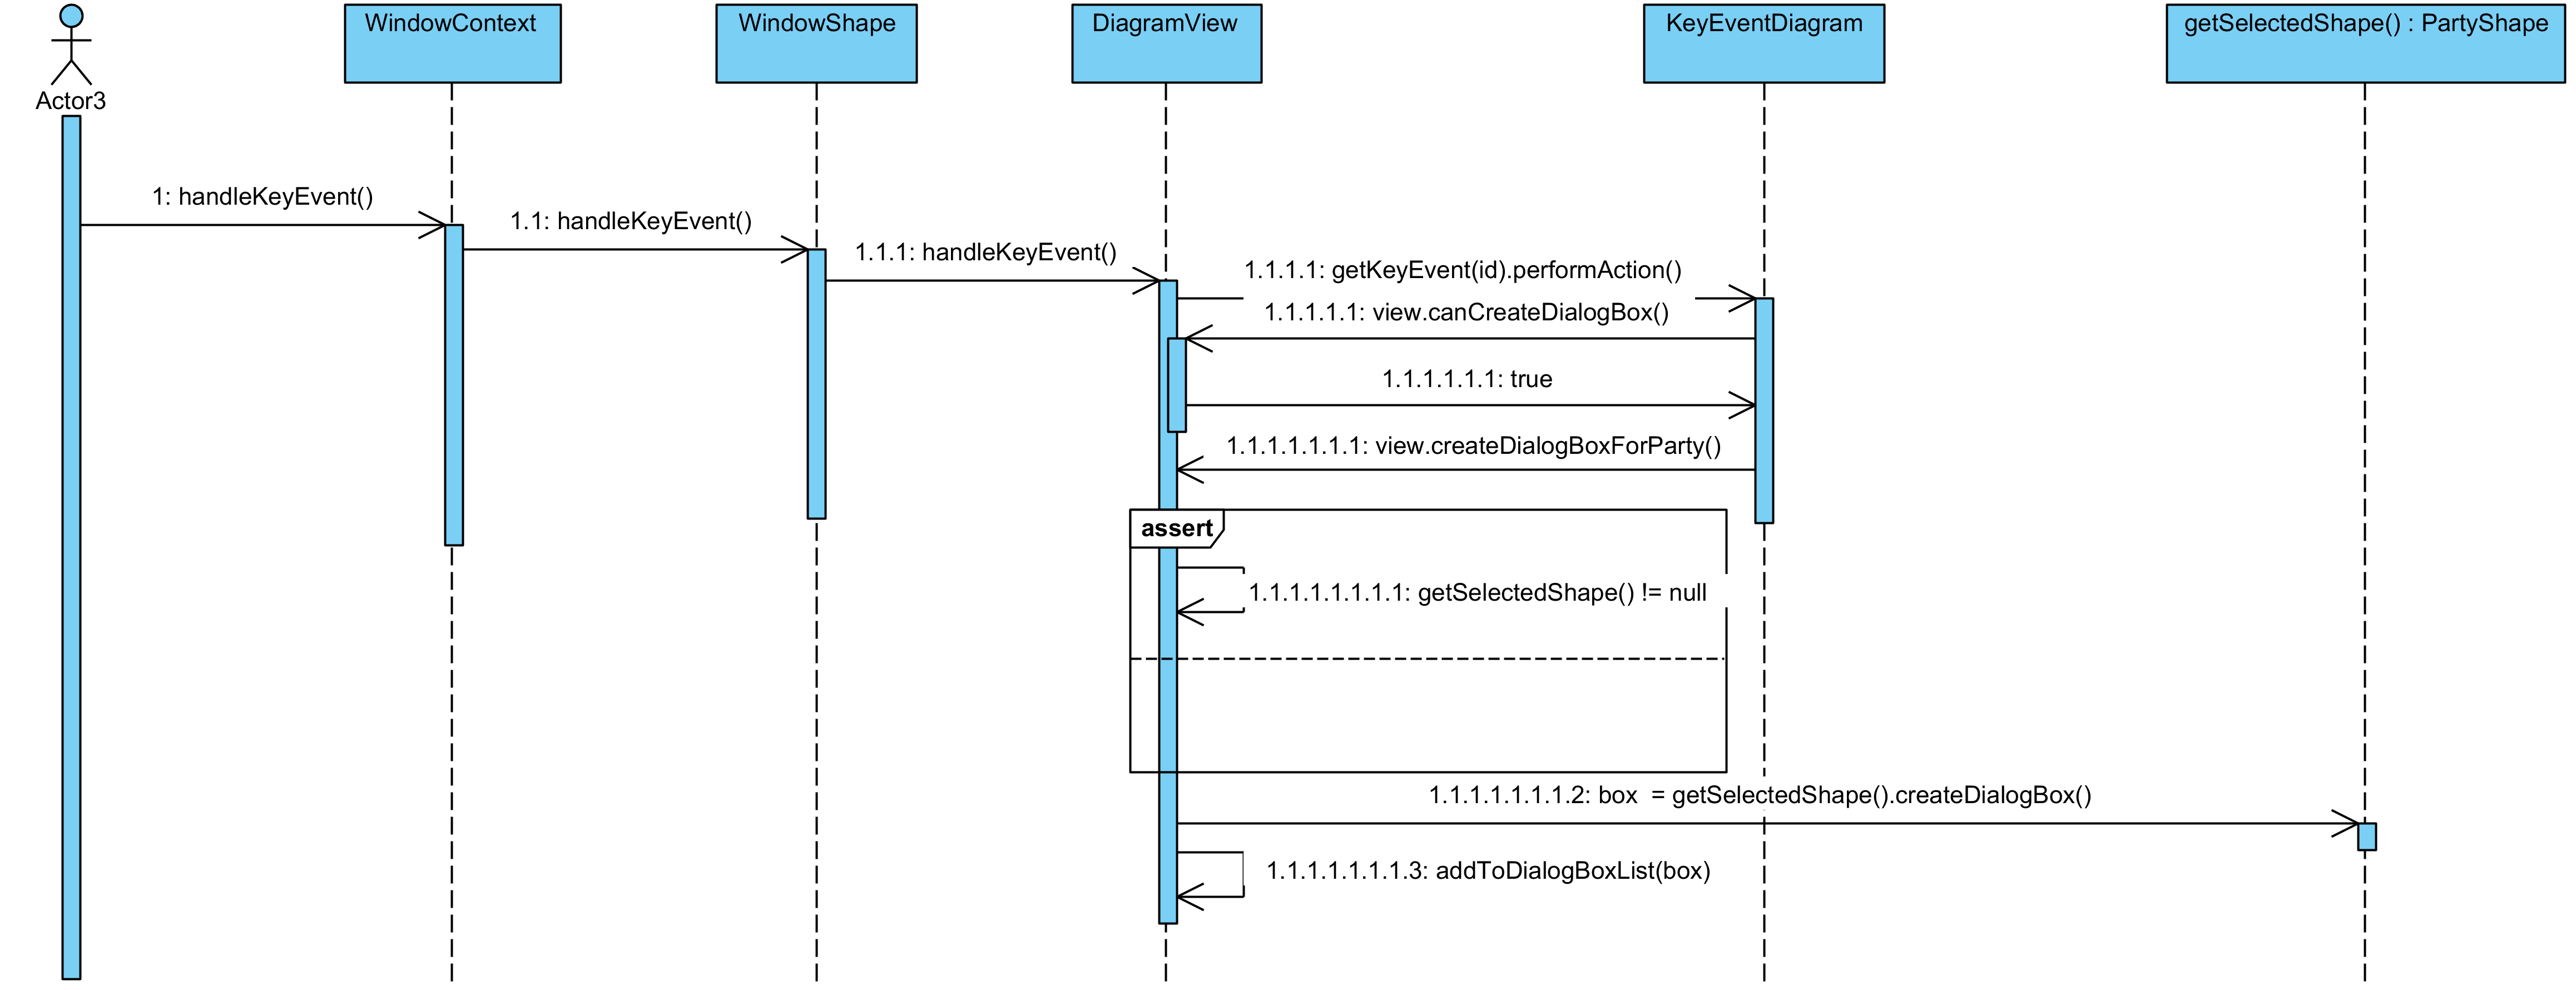 WindowContext
WindowShape
DiagramView
KeyEventDiagram
getSelectedShape() : PartyShape
Actor3
1: handleKeyEvent()
1.1: handleKeyEvent()
1.1.1: handleKeyEvent()
1.1.1.1: getKeyEvent(id).performAction()
1.1.1.1.1: view.canCreateDialogBox()
1.1.1.1.1.1: true
1.1.1.1.1.1.1: view.createDialogBoxForParty()
assert
1.1.1.1.1.1.1.1: getSelectedShape() != null
1.1.1.1.1.1.1.2: box  = getSelectedShape().createDialogBox()
1.1.1.1.1.1.1.3: addToDialogBoxList(box)